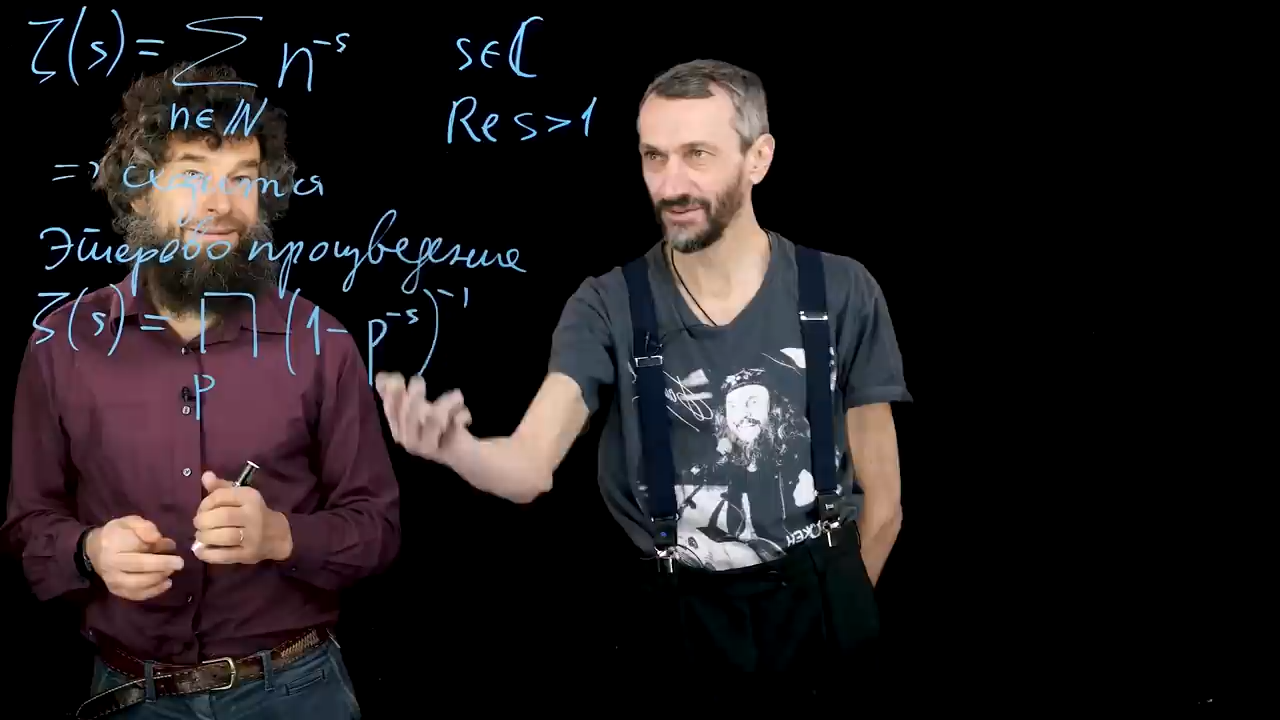 ζ(s) = ∑ n⁻ˢ s∈ℂ
n∈ℕ Re s>1
=> сходится
Эйлерово произведение
ζ(s) = ∏ (1-p⁻ˢ)⁻¹
p